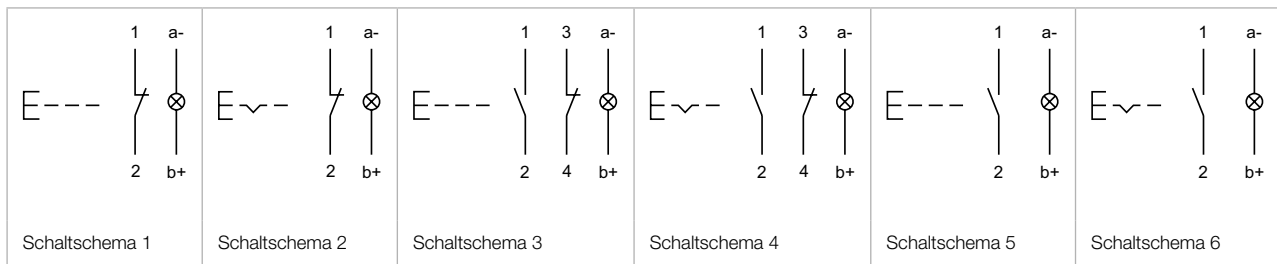 1 a-
2 b+
Schaltschema 1
1 a-
2 b+
Schaltschema 2
1 3 a-
2 4 b+
Schaltschema 3
1 3 a-
2 4 b+
Schaltschema 4
1 a-
2 b+
Schaltschema 5
1 a-
2 b+
Schaltschema 6